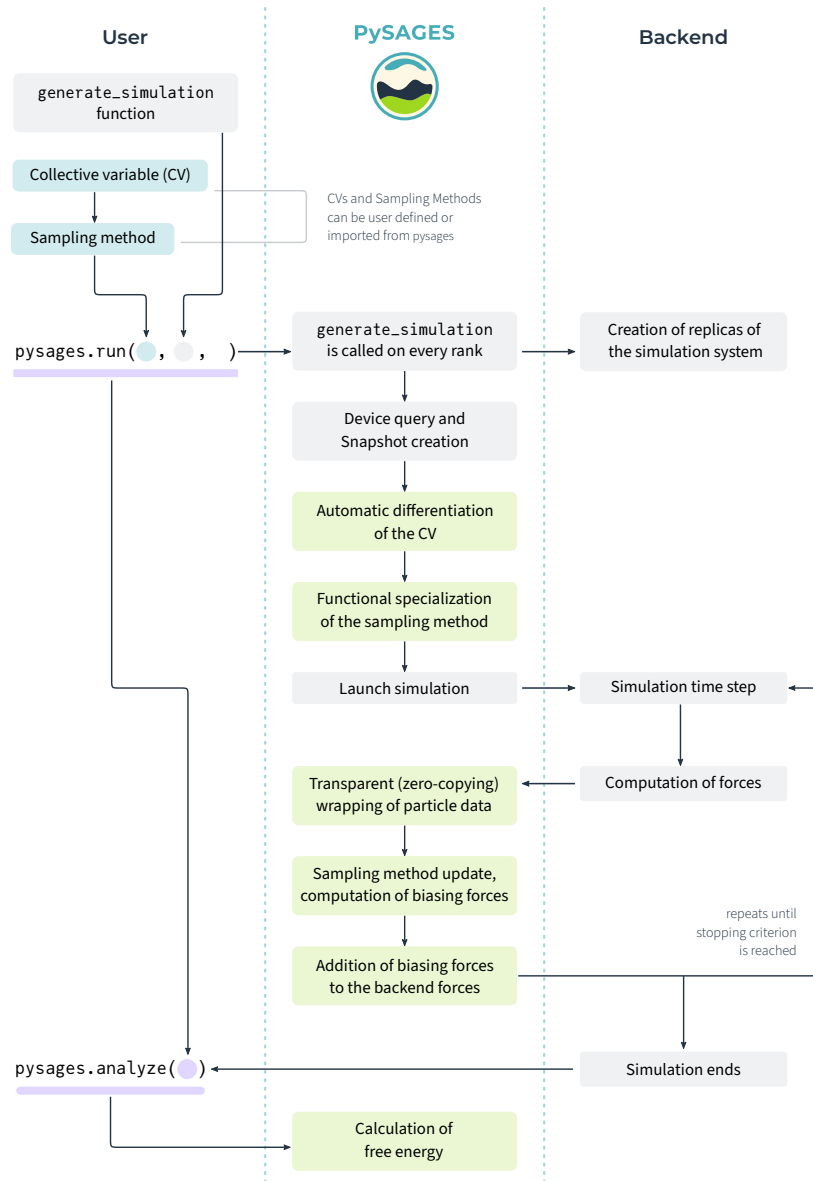 User
PySAGES
Backend
generate_simulation
function
Collective variable (CV)
Sampling method
CVs and Sampling Methods
can be user defined or
imported from pysages
pysages.run( , , )
generate_simulation
is called on every rank
Creation of replicas of
the simulation system
Device query and
Snapshot creation
Automatic differentiation
of the CV
Functional specialization
of the sampling method
Launch simulation
Simulation time step
Transparent (zero-copying)
wrapping of particle data
Computation of forces
Sampling method update,
computation of biasing forces
repeats until
stopping criterion
is reached
Addition of biasing forces
to the backend forces
pysages.analyze( )
Simulation ends
Calculation of
free energy